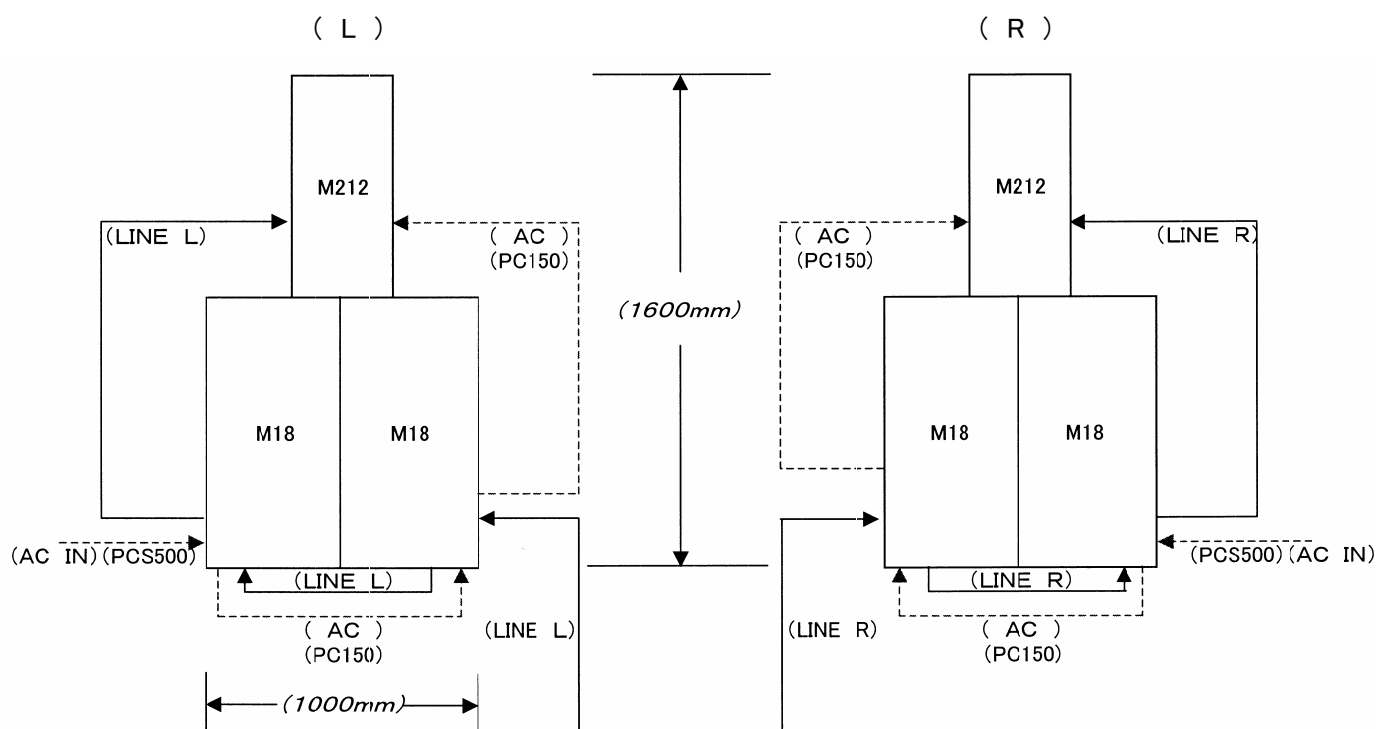 ( L )
( R )
M212
M212
(LINE L)
( AC )
(PC150)
( AC )
(PC150)
(LINE R)
(1600mm)
M18
M18
M18
M18
(AC IN)(PCS500)
(PCS500)(AC IN)
(LINE L)
(LINE R)
( AC )
(PC150)
(LINE L)
(LINE R)
( AC )
(PC150)
(1000mm)